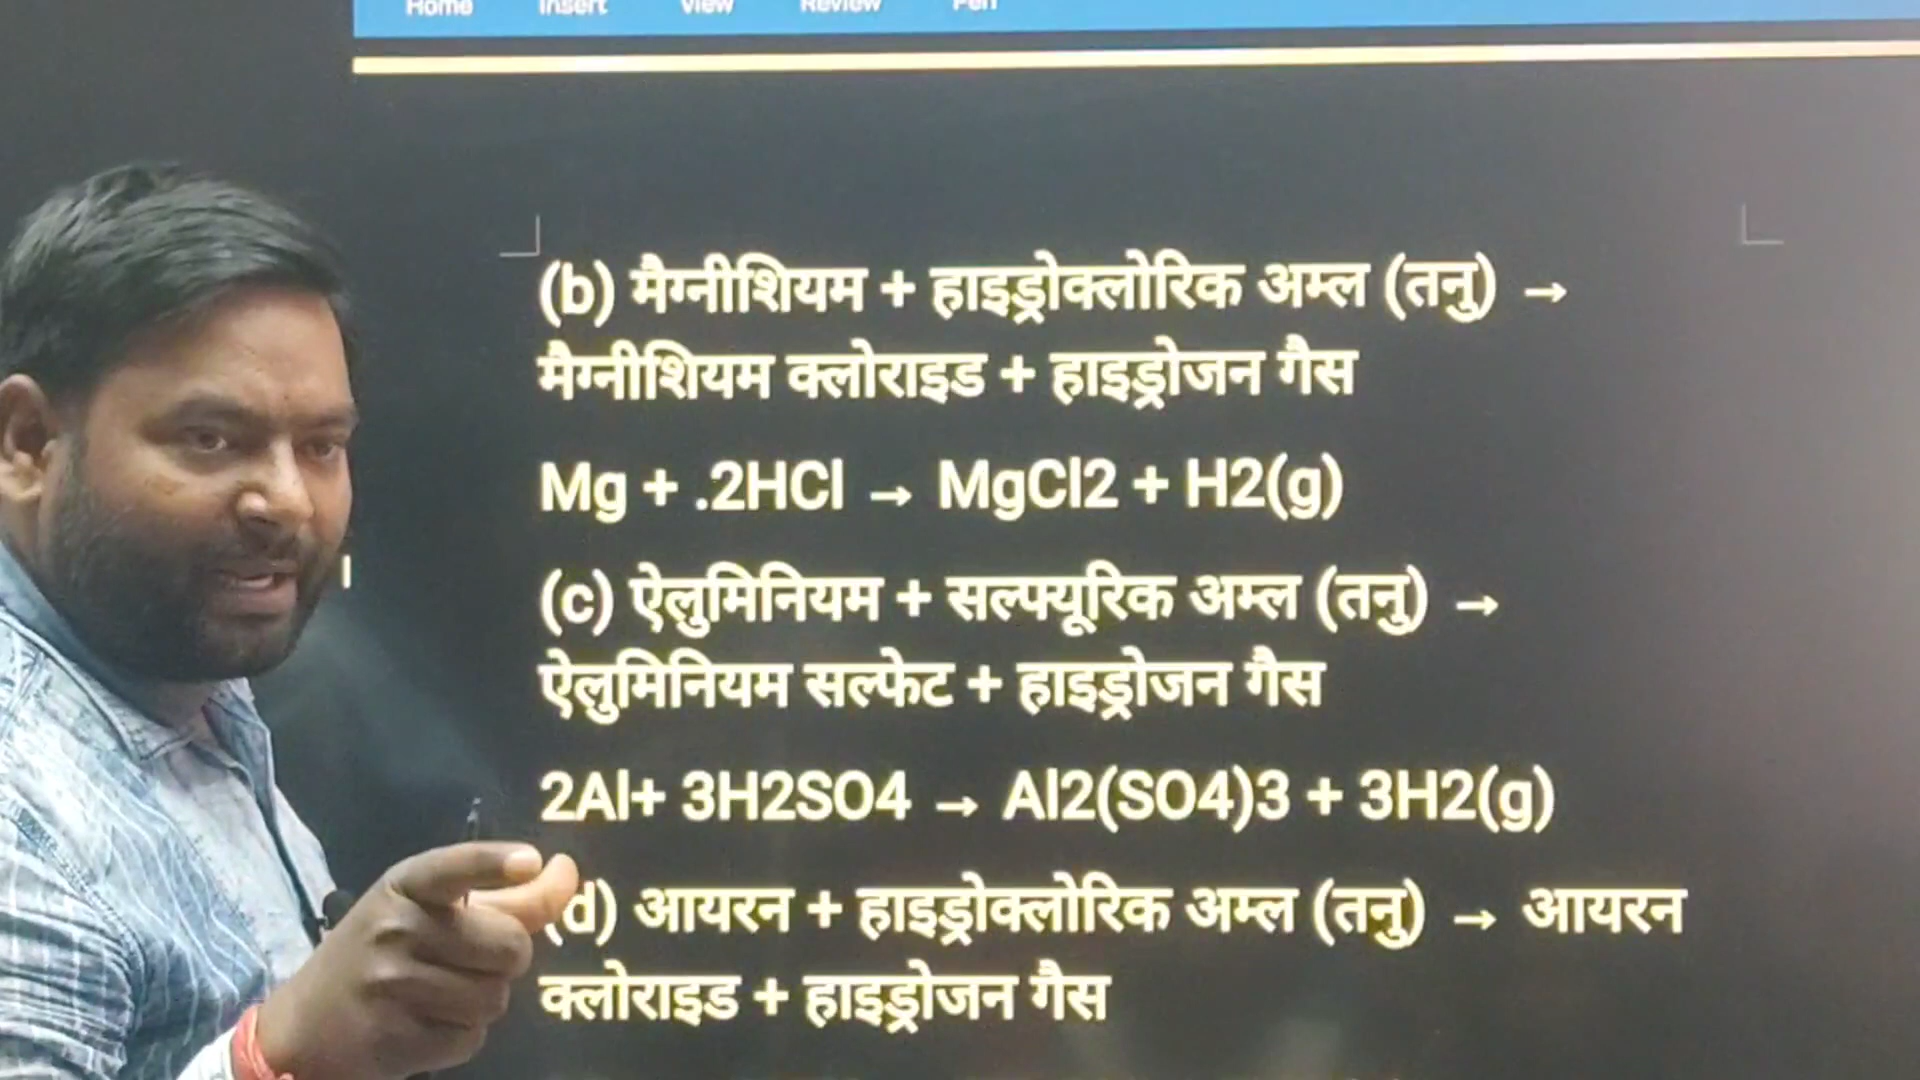 Home Insert View Review Pen
(b) मैग्नीशियम + हाइड्रोक्लोरिक अम्ल (तनु) →
मैग्नीशियम क्लोराइड + हाइड्रोजन गैस
Mg + .2HCl → MgCl2 + H2(g)
(c) ऐलुमिनियम + सल्फ्यूरिक अम्ल (तनु) →
ऐलुमिनियम सल्फेट + हाइड्रोजन गैस
2Al+ 3H2SO4 → Al2(SO4)3 + 3H2(g)
(d) आयरन + हाइड्रोक्लोरिक अम्ल (तनु) → आयरन
क्लोराइड + हाइड्रोजन गैस